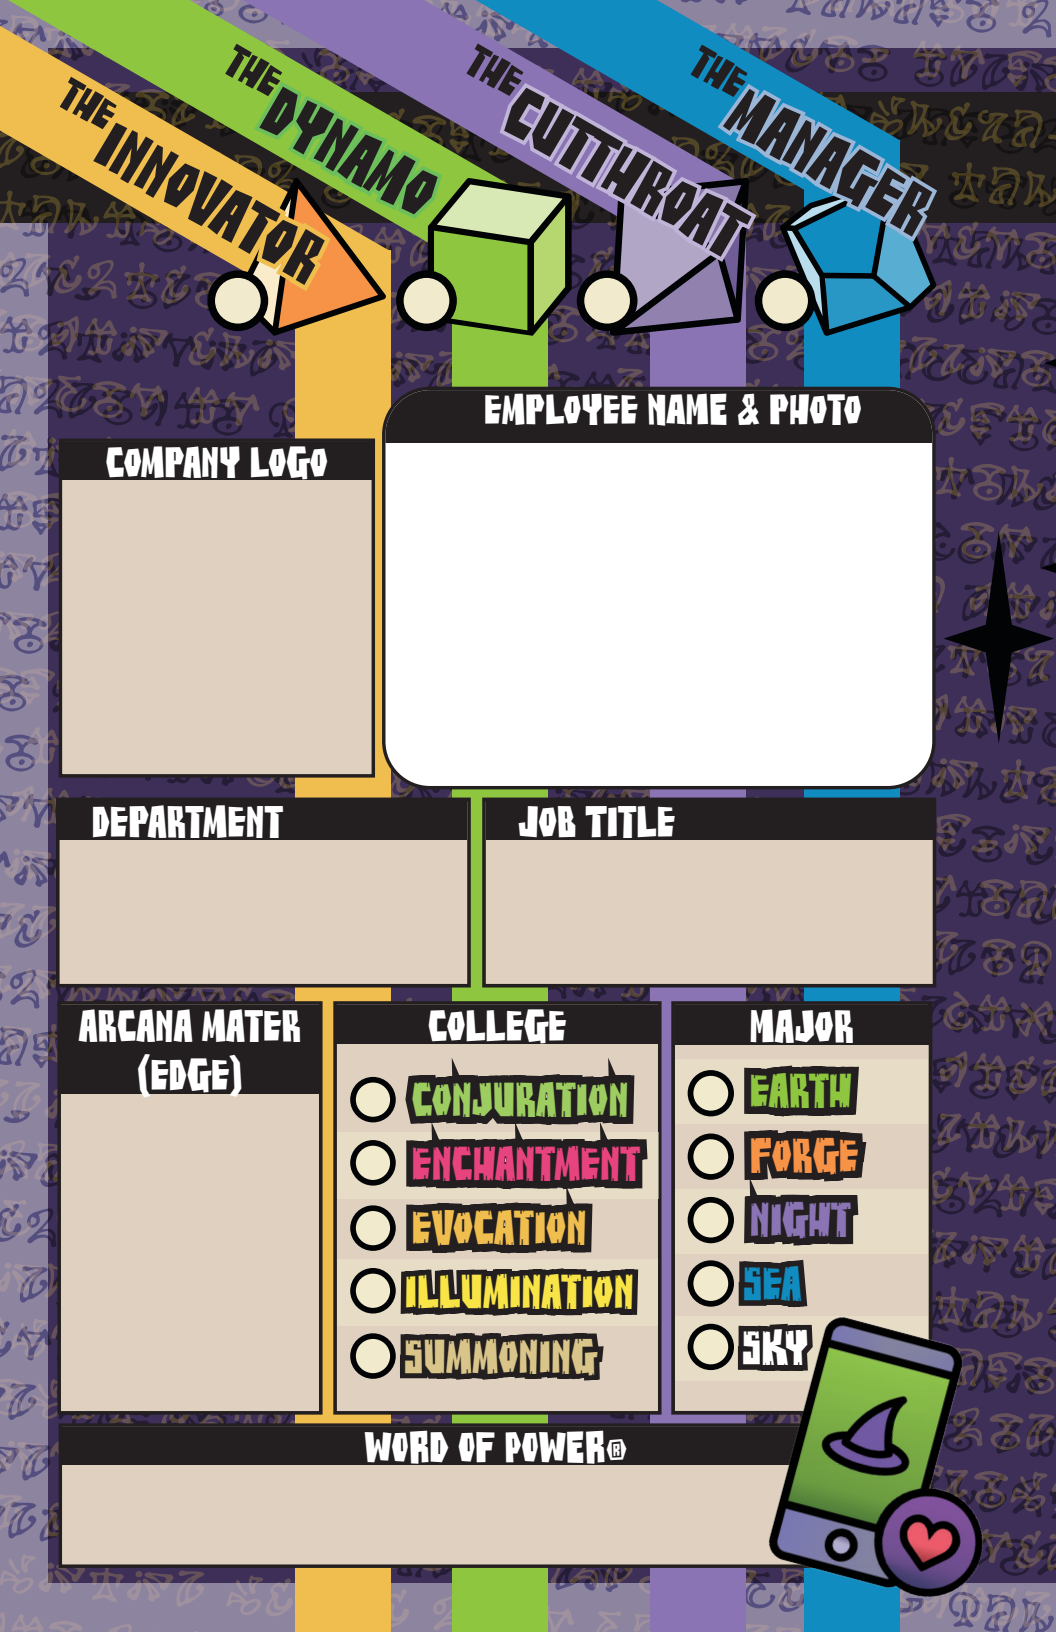 THE INNOVATOR
THE DYNAMO
THE CUTTHROAT
THE MANAGER
EMPLOYEE NAME & PHOTO
COMPANY LOGO
DEPARTMENT
JOB TITLE
ARCANA MATER
(EDGE)
COLLEGE
CONJURATION
ENCHANTMENT
EVOCATION
ILLUMINATION
SUMMONING
MAJOR
EARTH
FORGE
NIGHT
SEA
SKY
WORD OF POWER®